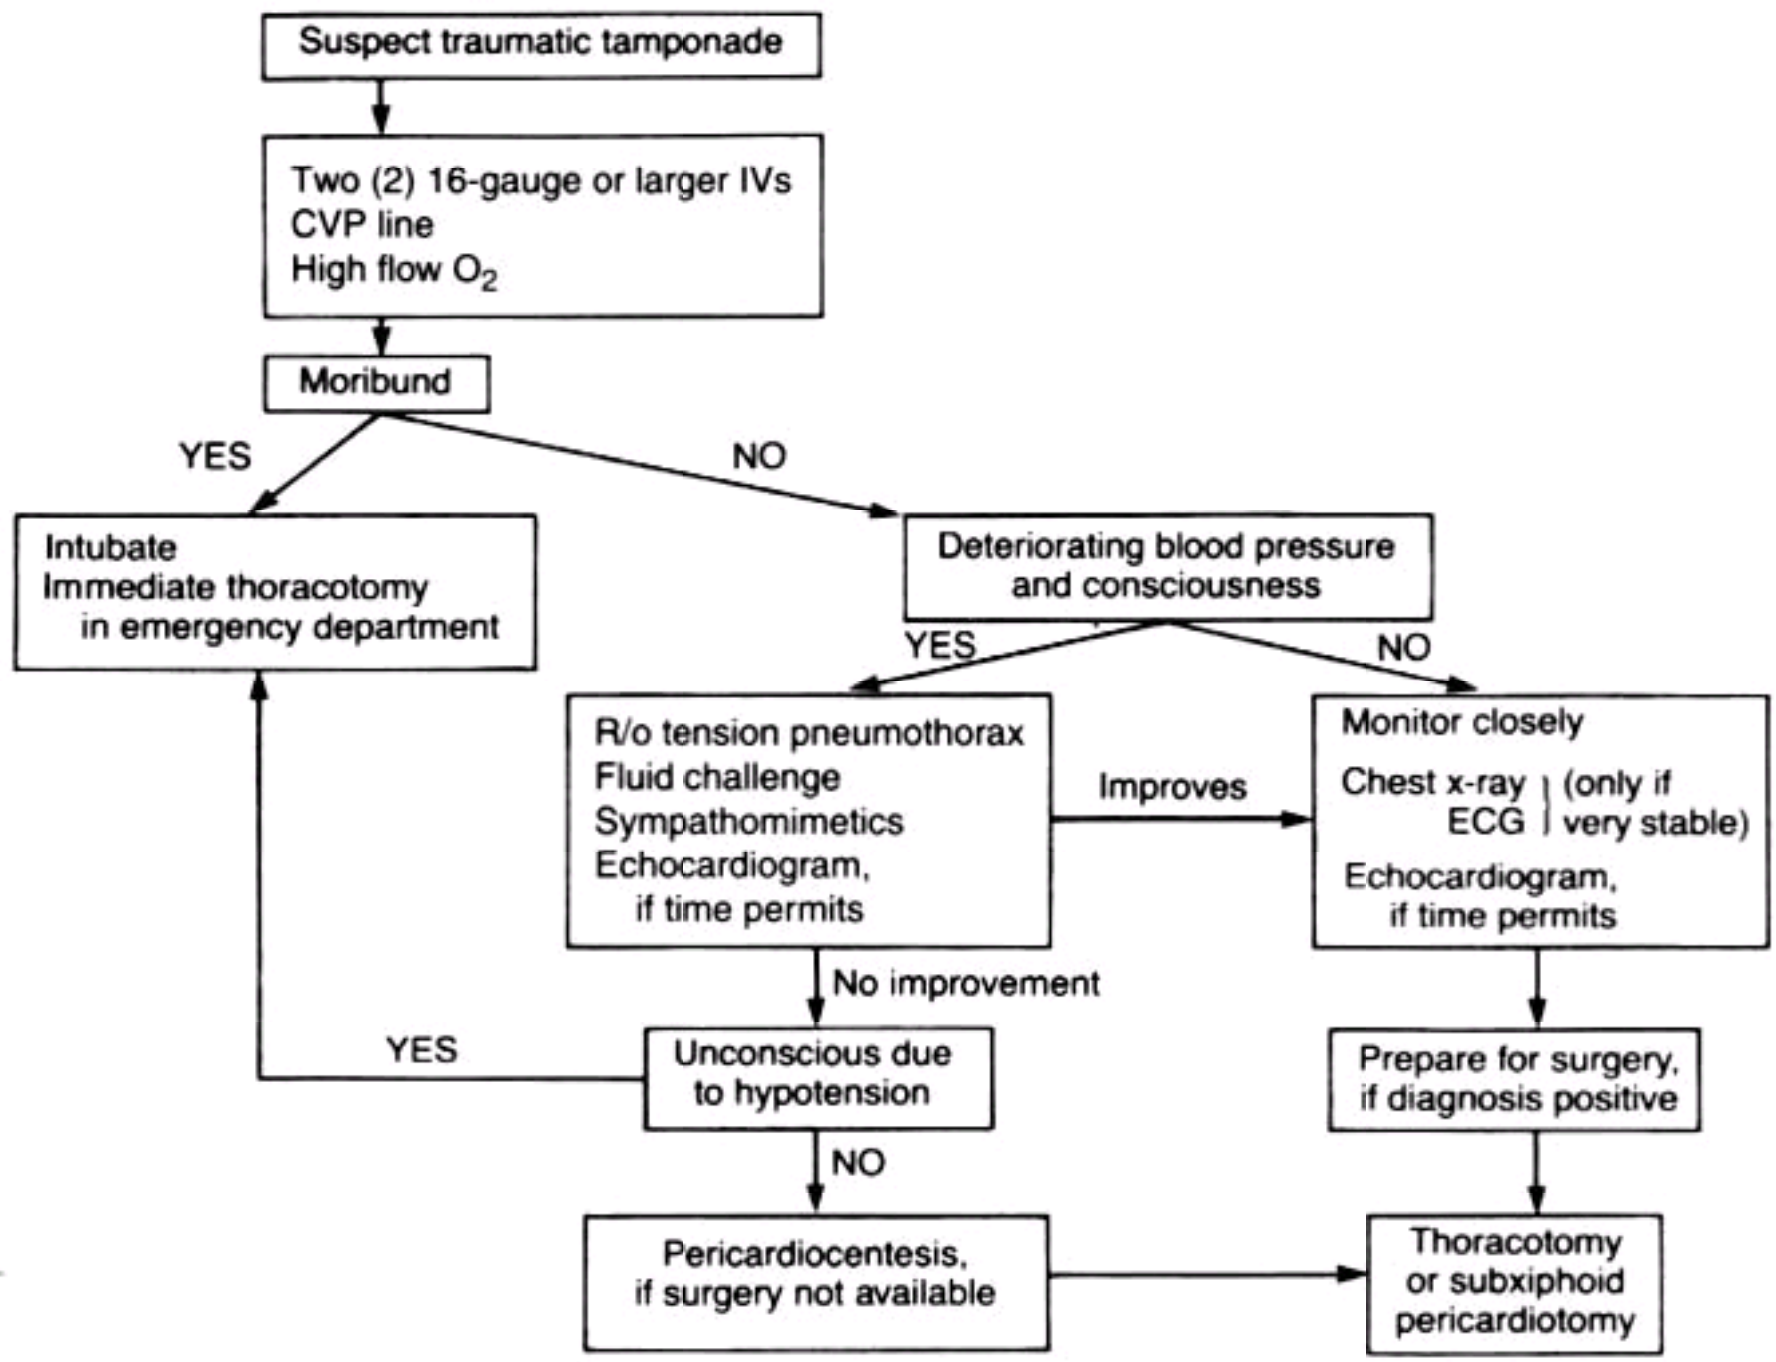 Suspect traumatic tamponade
Two (2) 16-gauge or larger IVs
CVP line
High flow O₂
Moribund
YES
NO
Intubate
Immediate thoracotomy
in emergency department
Deteriorating blood pressure
and consciousness
YES
NO
R/o tension pneumothorax
Fluid challenge
Sympathomimetics
Echocardiogram,
if time permits
Improves
Monitor closely
Chest x-ray (only if
ECG very stable)
Echocardiogram,
if time permits
No improvement
YES
Unconscious due
to hypotension
Prepare for surgery,
if diagnosis positive
NO
Pericardiocentesis,
if surgery not available
Thoracotomy
or subxiphoid
pericardiotomy